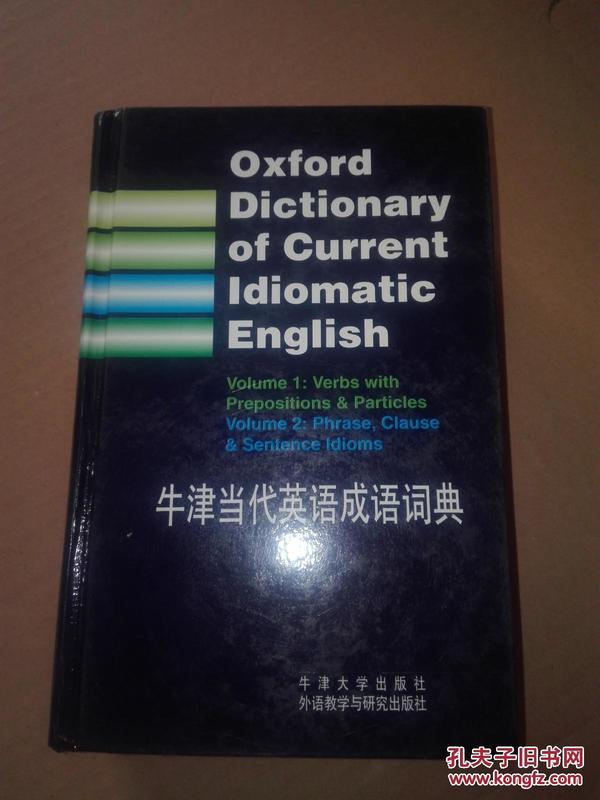 Oxford
Dictionary
of Current
Idiomatic
English
Volume 1: Verbs with
Prepositions & Particles
Volume 2: Phrase, Clause
& Sentence Idioms
牛津当代英语成语词典
牛津大学出版社
外语教学与研究出版社
孔夫子旧书网
www.kongfz.com